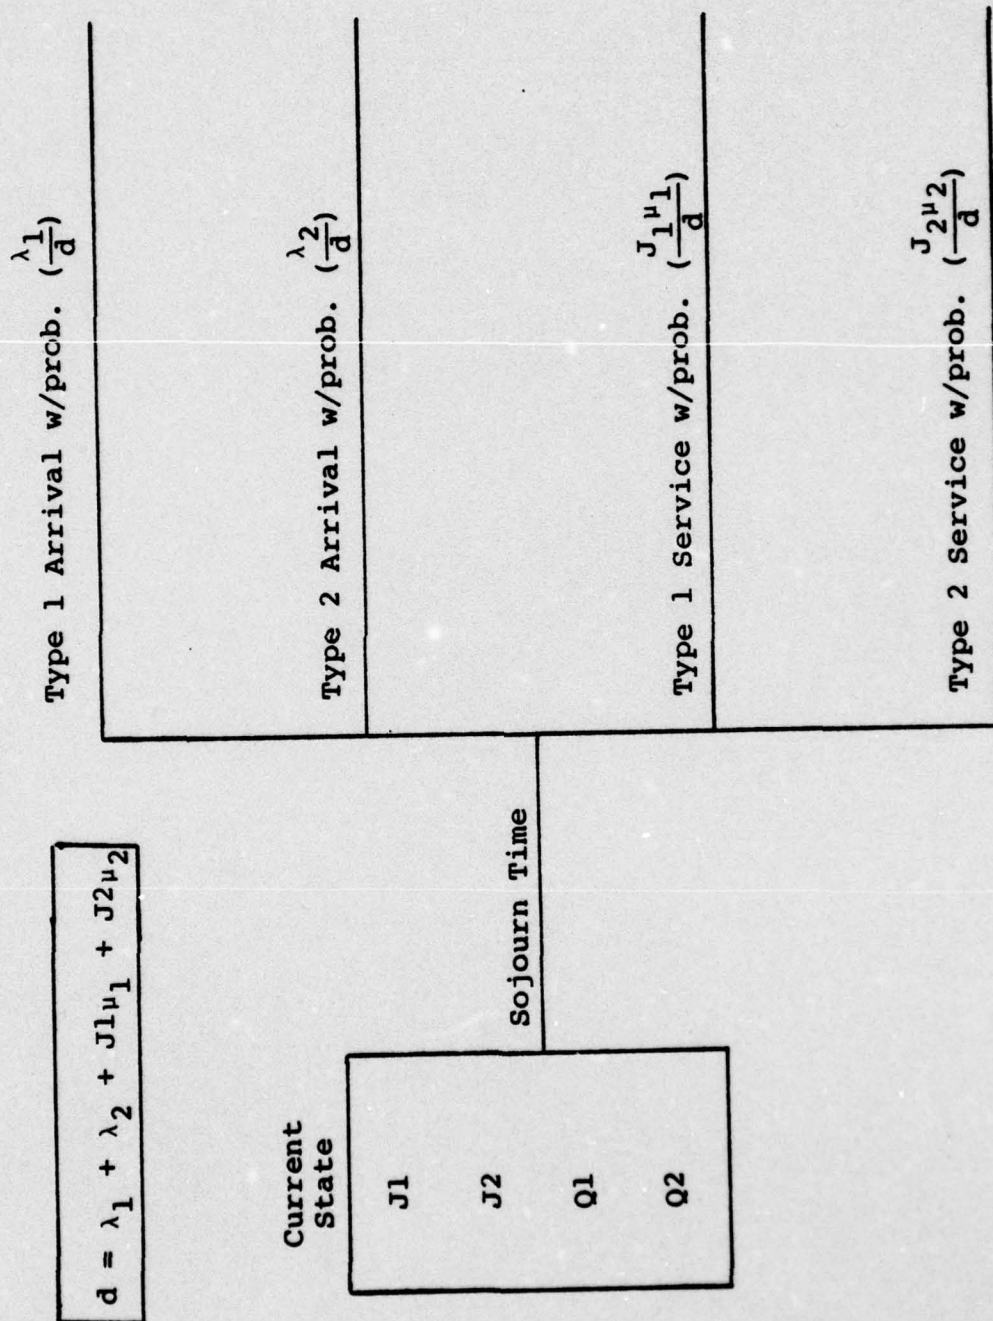 d = λ₁ + λ₂ + J1μ₁ + J2μ₂
Current
State
J1
J2
Q1
Q2
Sojourn Time
Type 1 Arrival w/prob. (λ₁/d)
Type 2 Arrival w/prob. (λ₂/d)
Type 1 Service w/prob. (J₁μ₁/d)
Type 2 Service w/prob. (J₂μ₂/d)